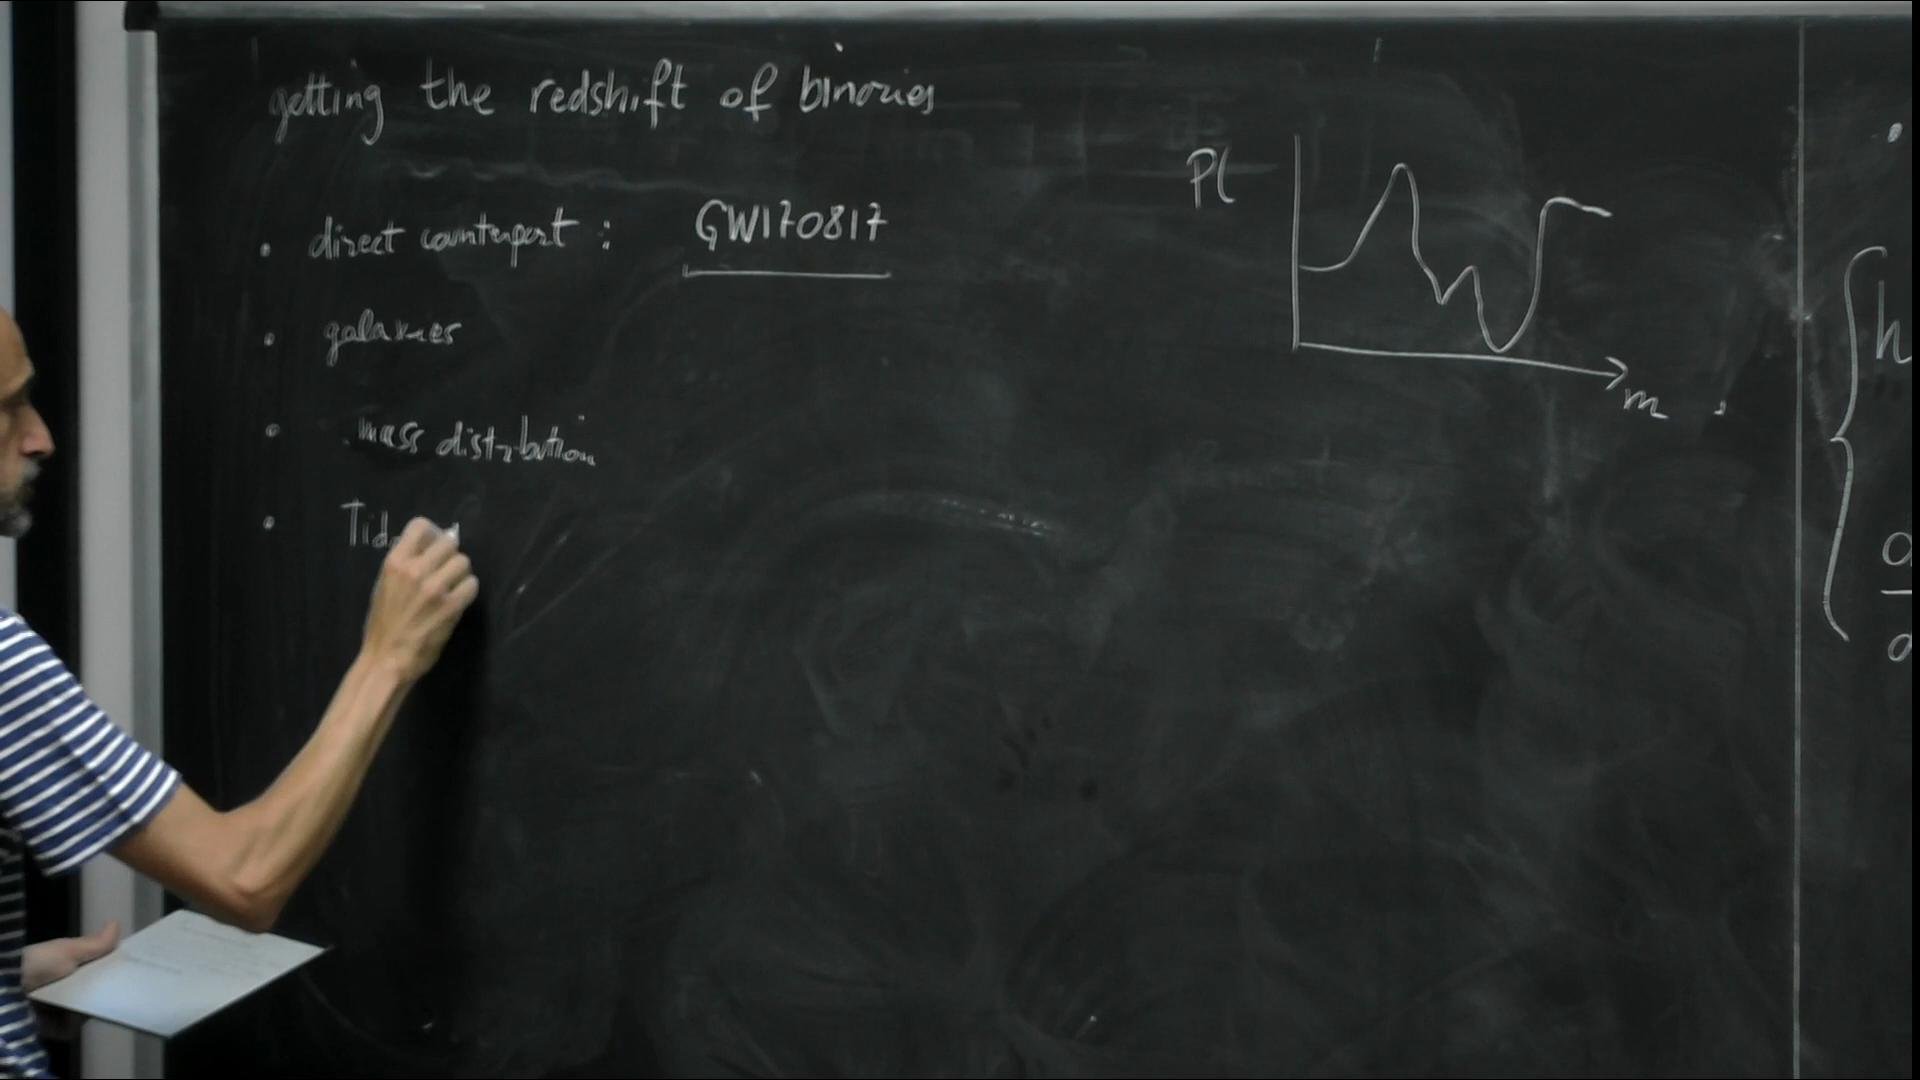 getting the redshift of binaries
• direct counterpart : GW170817
• galaxies
• mass distribution
• Tid
P(
m
h